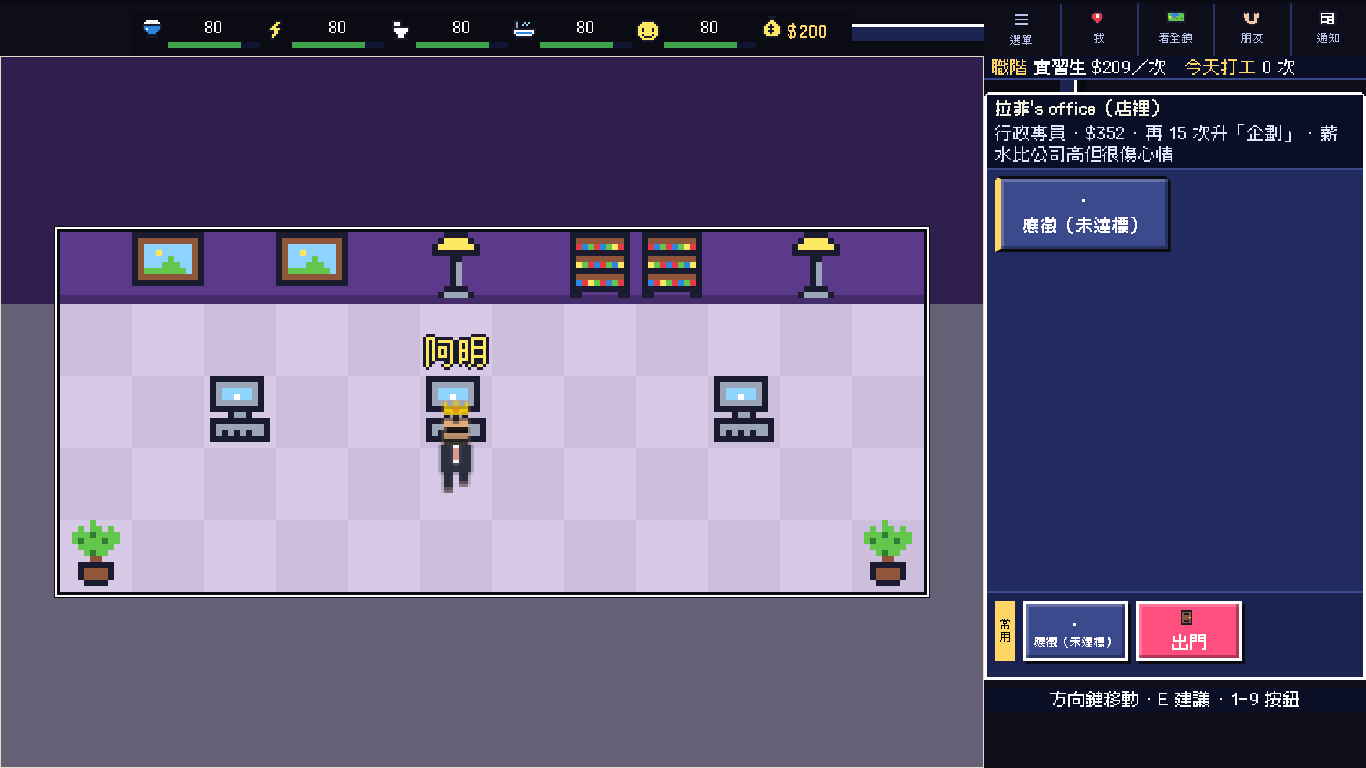 80
80
80
80
80
$200
選單
我
看全鎮
朋友
通知
職階 實習生 $209／次 今天打工 0 次
拉菲's office（店裡）
行政專員 · $352 · 再 15 次升「企劃」 · 薪
水比公司高但很傷心情
應徵（未達標）
阿明
常用
應徵（未達標）
出門
方向鍵移動 · E 建議 · 1-9 按鈕